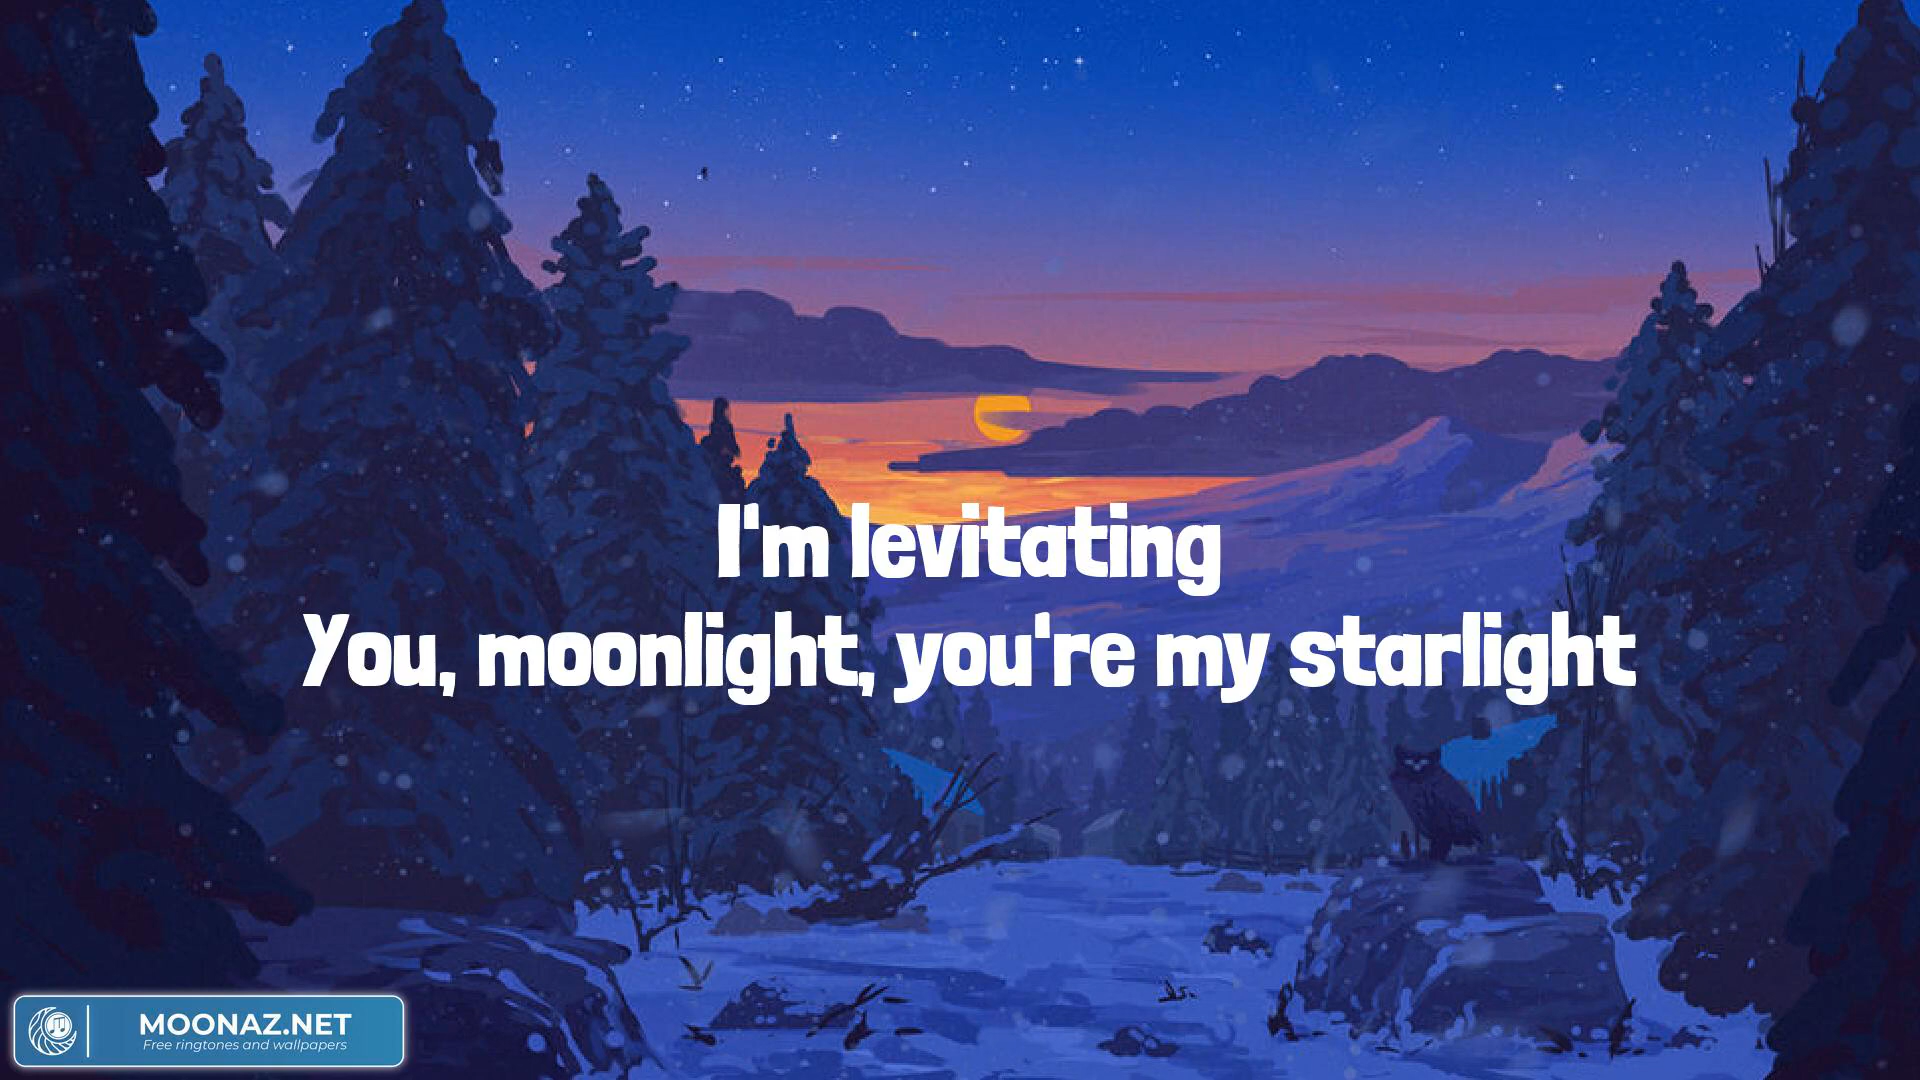 I'm levitating
You, moonlight, you're my starlight
MOONAZ.NET
Free ringtones and wallpapers